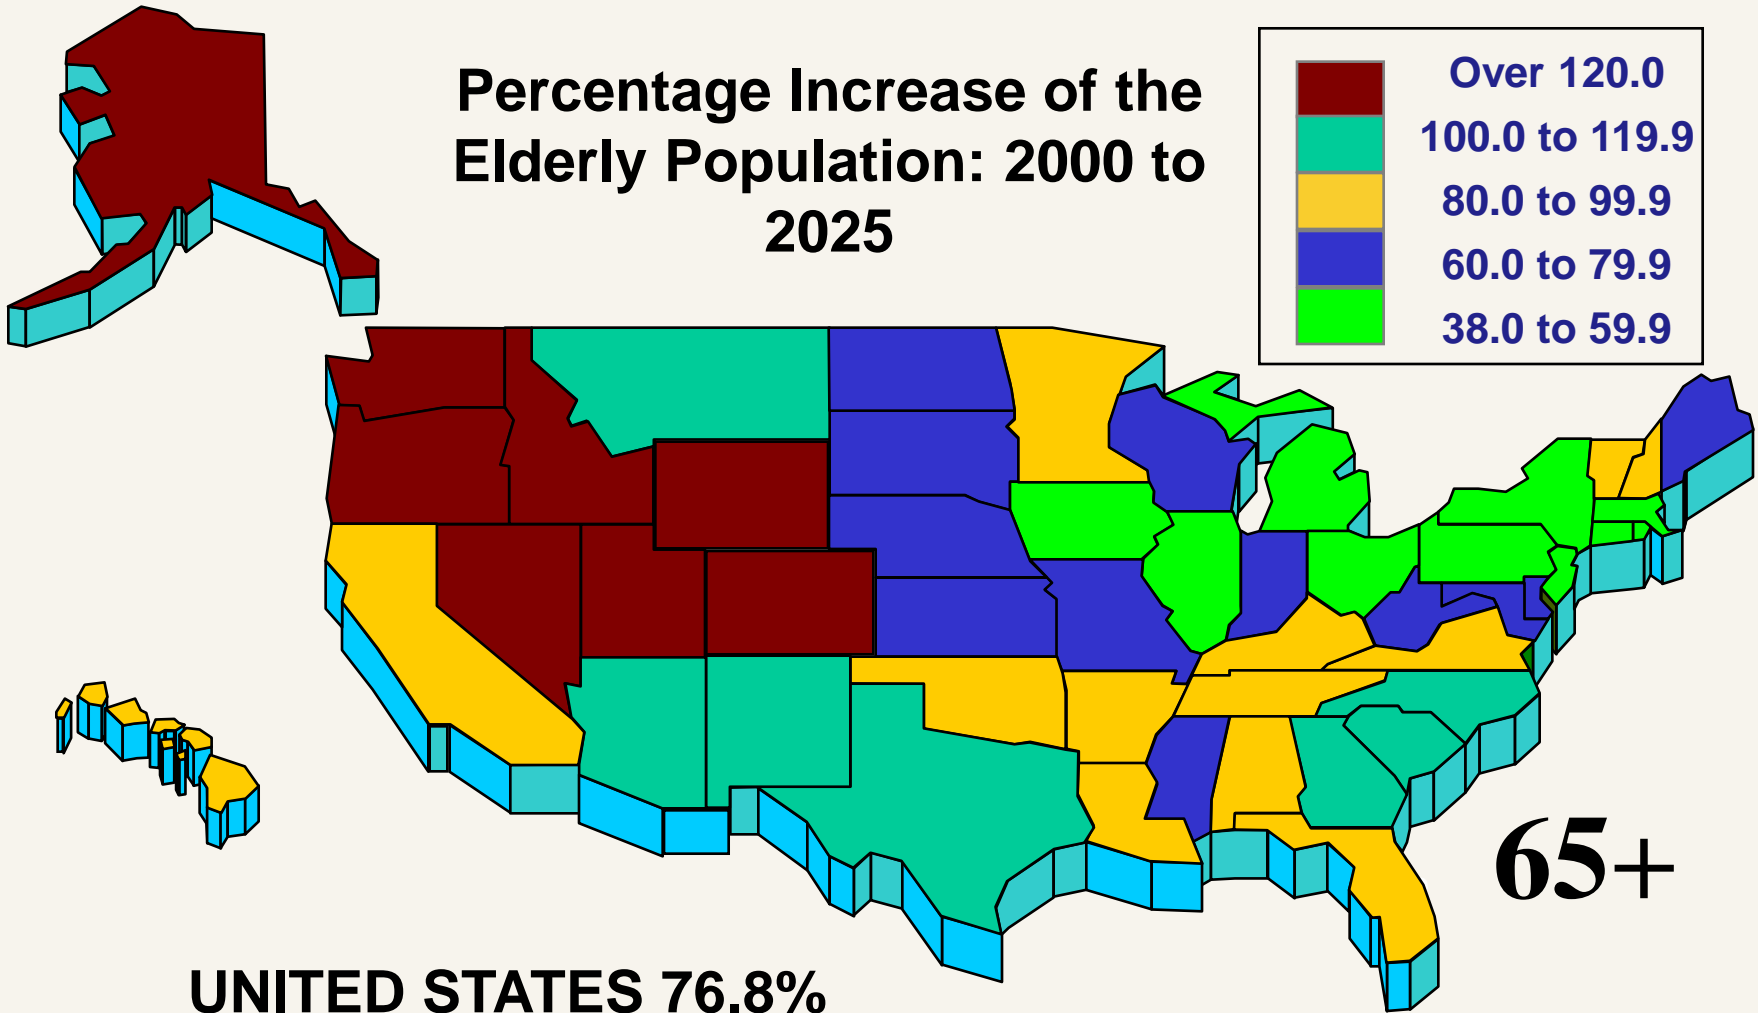 Percentage Increase of the
Elderly Population: 2000 to
2025
Over 120.0
100.0 to 119.9
80.0 to 99.9
60.0 to 79.9
38.0 to 59.9
65+
UNITED STATES 76.8%